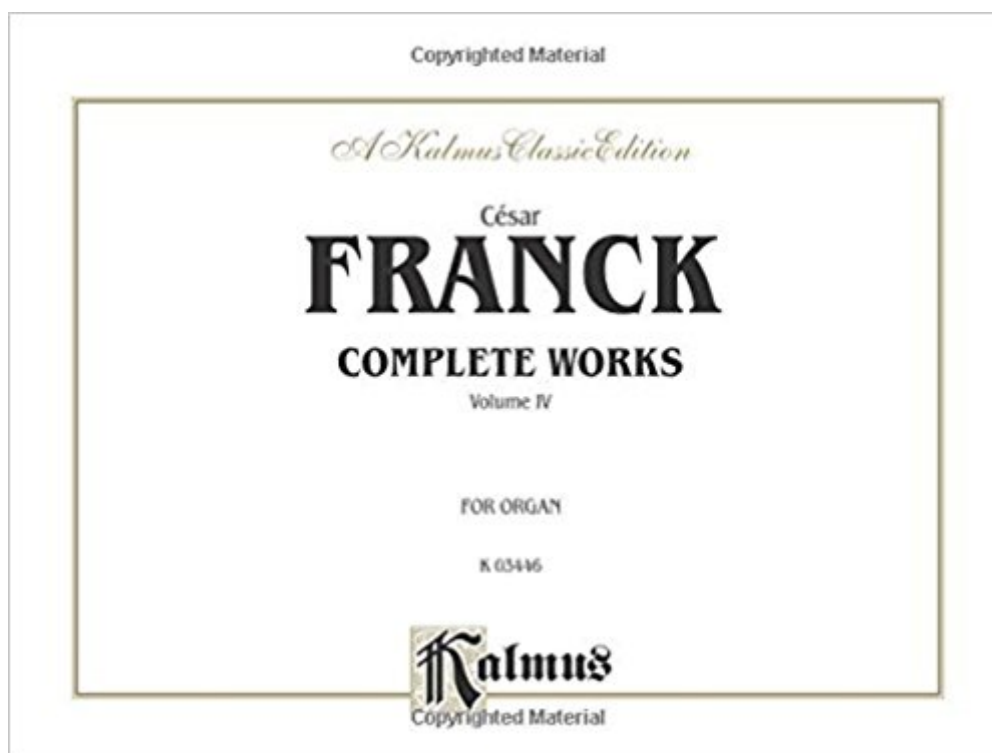 Copyrighted Material
A Kalmus Classic Edition
César
FRANCK
COMPLETE WORKS
Volume IV
FOR ORGAN
K 03446
Kalmus
Copyrighted Material